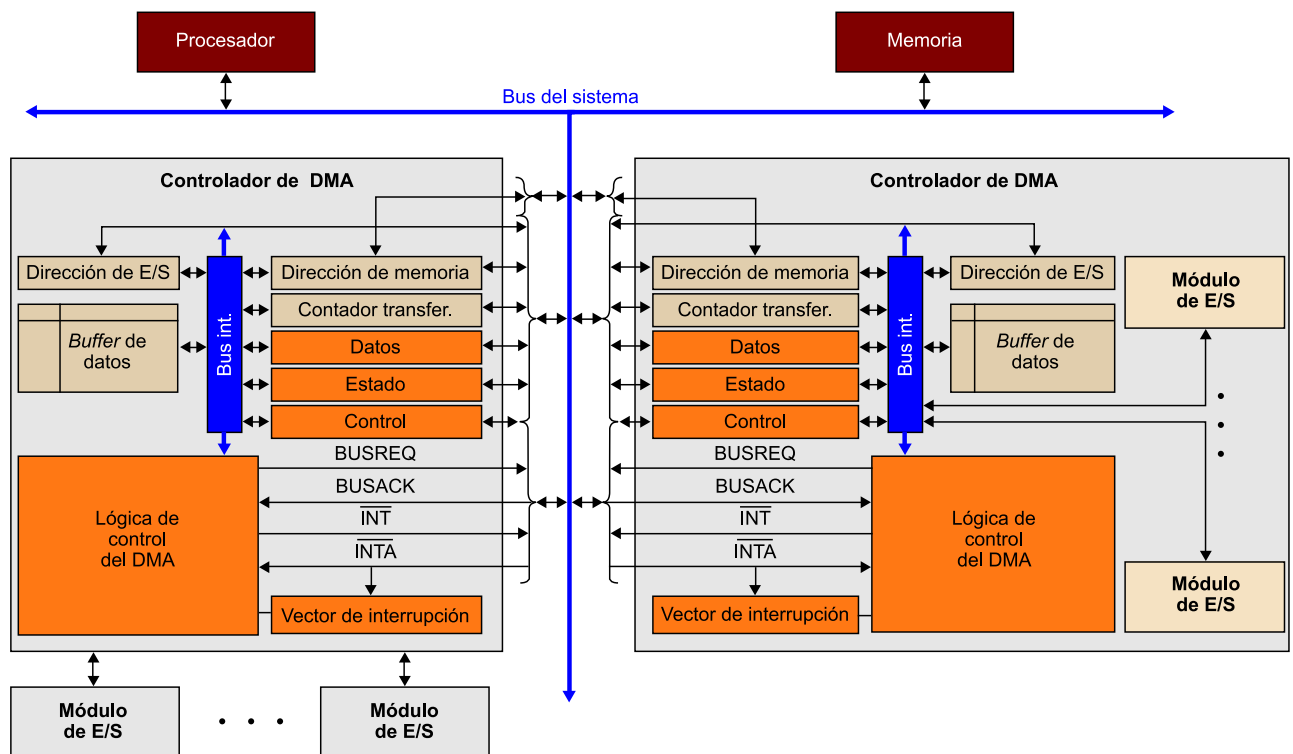 Procesador
Memoria
Bus del sistema
Controlador de DMA
Dirección de E/S
Dirección de memoria
Contador transfer.
Buffer de
datos
Bus int.
Datos
Estado
Control
BUSREQ
BUSACK
INT
INTA
Lógica de
control
del DMA
Vector de interrupción
Módulo
de E/S
Módulo
de E/S
Controlador de DMA
Dirección de memoria
Dirección de E/S
Contador transfer.
Buffer de
datos
Bus int.
Datos
Estado
Control
BUSREQ
BUSACK
INT
INTA
Lógica de
control
del DMA
Vector de interrupción
Módulo
de E/S
Módulo
de E/S